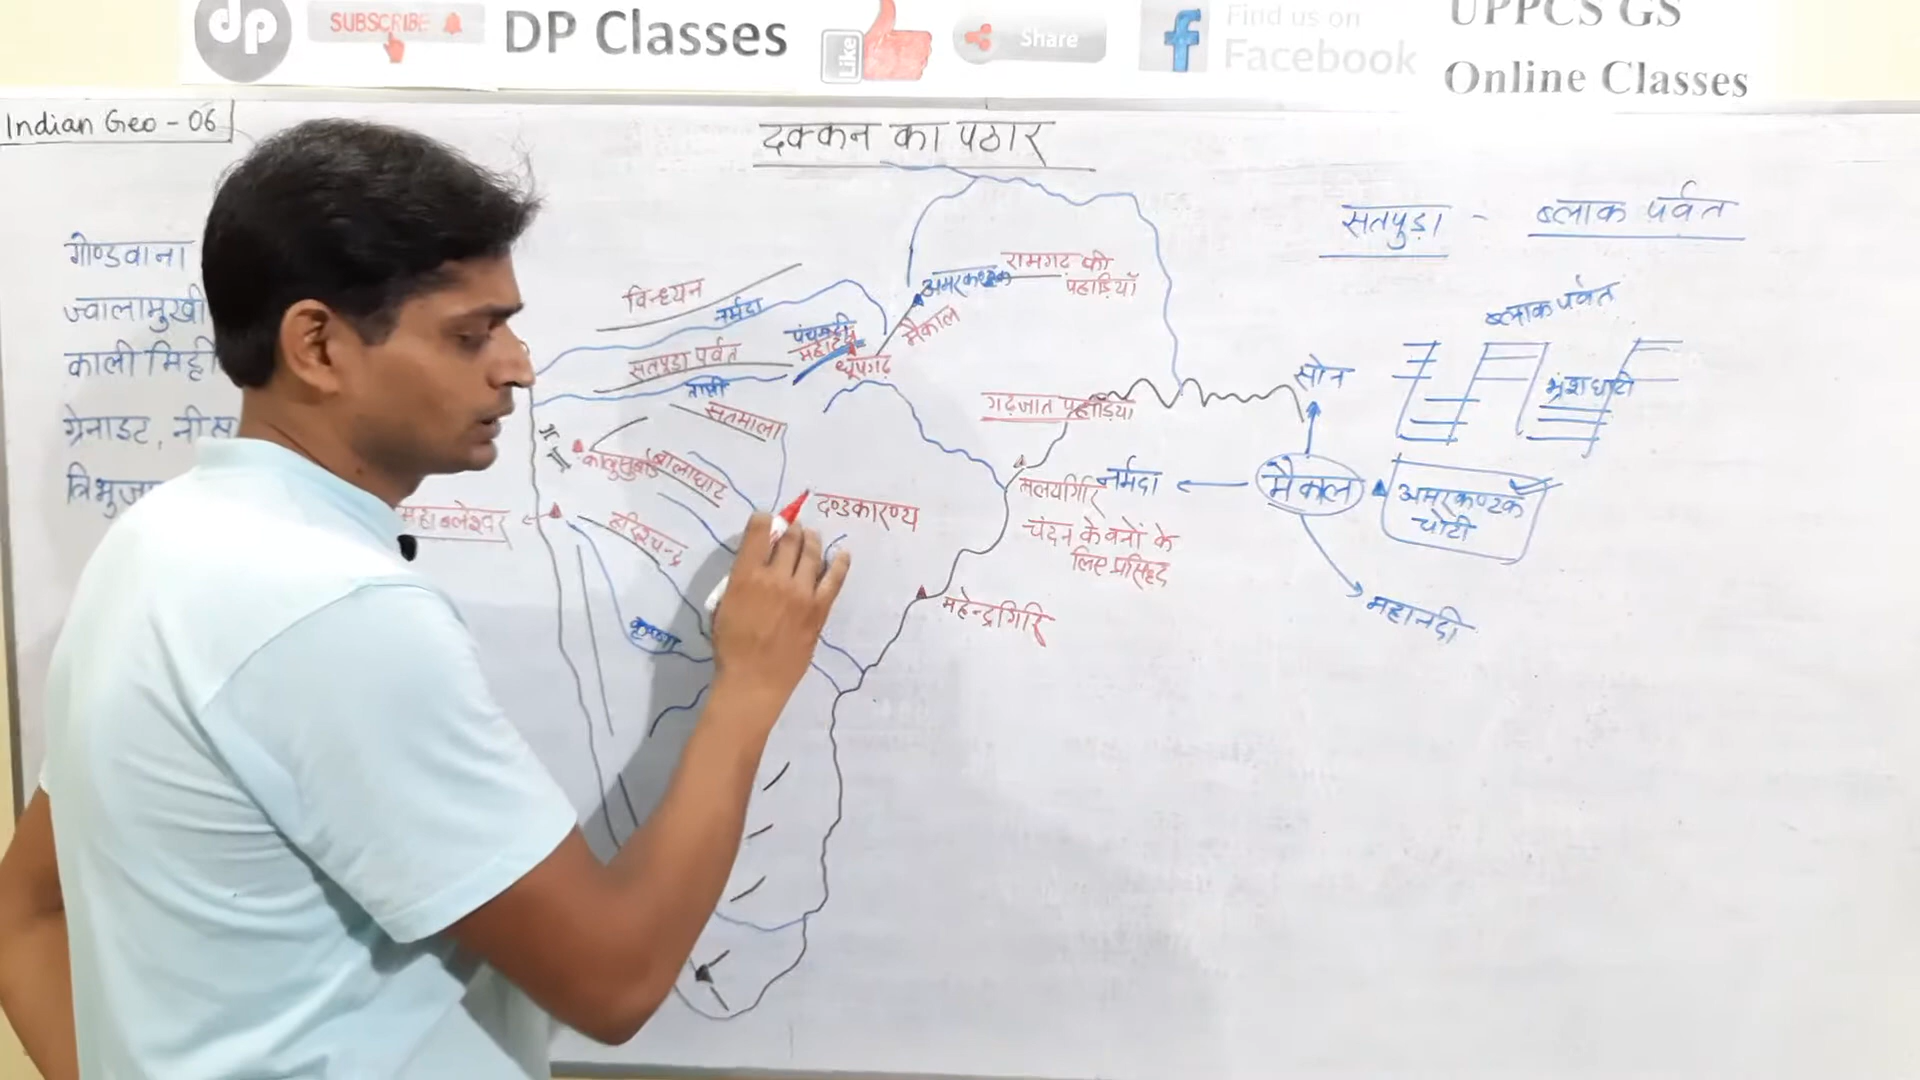 dp
SUBSCRIBE
DP Classes
Like
Share
Find us on
Facebook
UPPCS GS
Online Classes
Indian Geo - 06
दक्कन का पठार
गोण्डवाना
ज्वालामुखी
काली मिट्टी
ग्रेनाइट, नीस
त्रिभुजा
विन्ध्यन
नर्मदा
सतपुड़ा पर्वत
पंचमढ़ी
महादेव
धूपगढ़
ताप्ती
सतमाला
कालसुबाई
बालाघाट
महाबलेश्वर
हरिश्चन्द्र
कृष्णा
दण्डकारण्य
अमरकण्टक
रामगढ़ की
पहाड़ियाँ
मैकाल
गढ़जात पहाड़िया
मलयगिरि
चंदन के वनों के
लिए प्रसिद्द
महेन्द्रगिरि
सतपुड़ा - ब्लाक पर्वत
ब्लाक पर्वत
भ्रंश घाटी
सोन
नर्मदा
मैकाल
अमरकण्टक
चोटी
महानदी